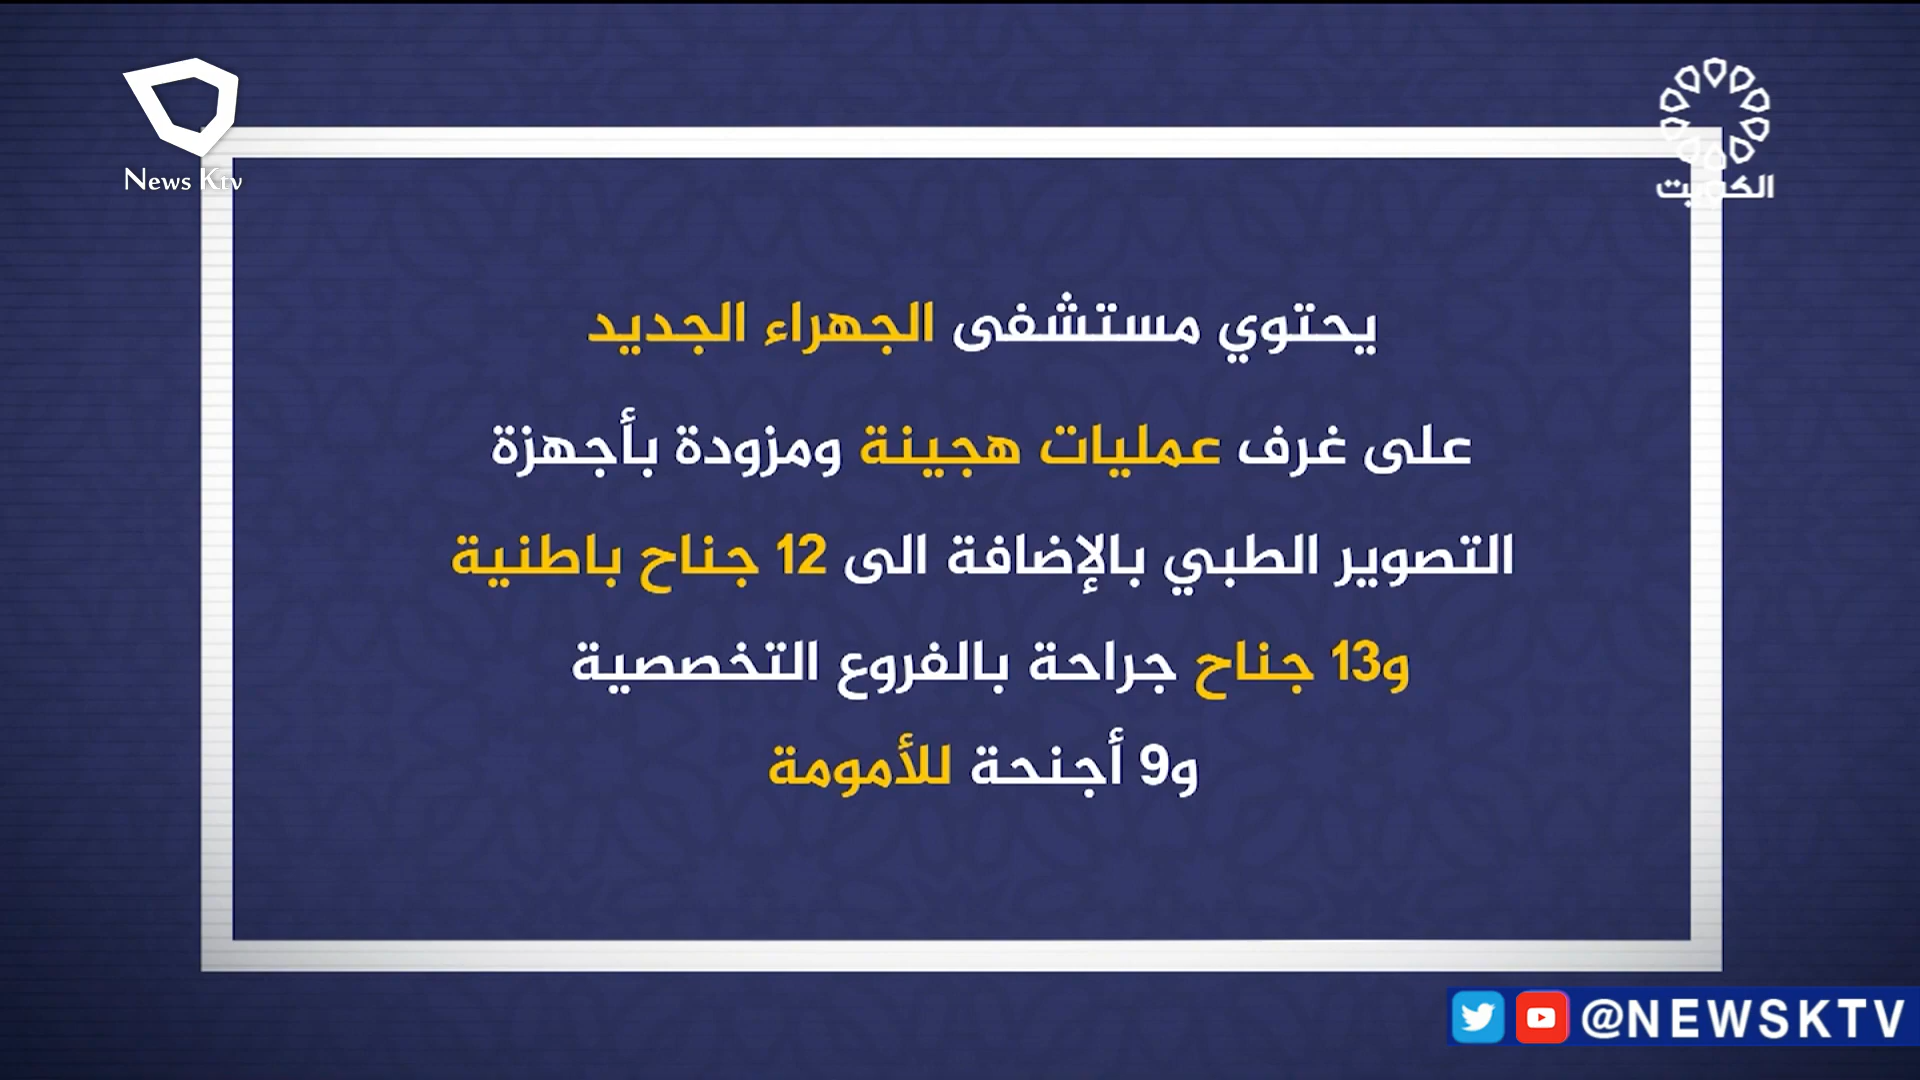 News Ktv
الكويت
يحتوي مستشفى الجهراء الجديد
على غرف عمليات هجينة ومزودة بأجهزة
التصوير الطبي بالإضافة الى 12 جناح باطنية
و13 جناح جراحة بالفروع التخصصية
و9 أجنحة للأمومة
@NEWSKTV